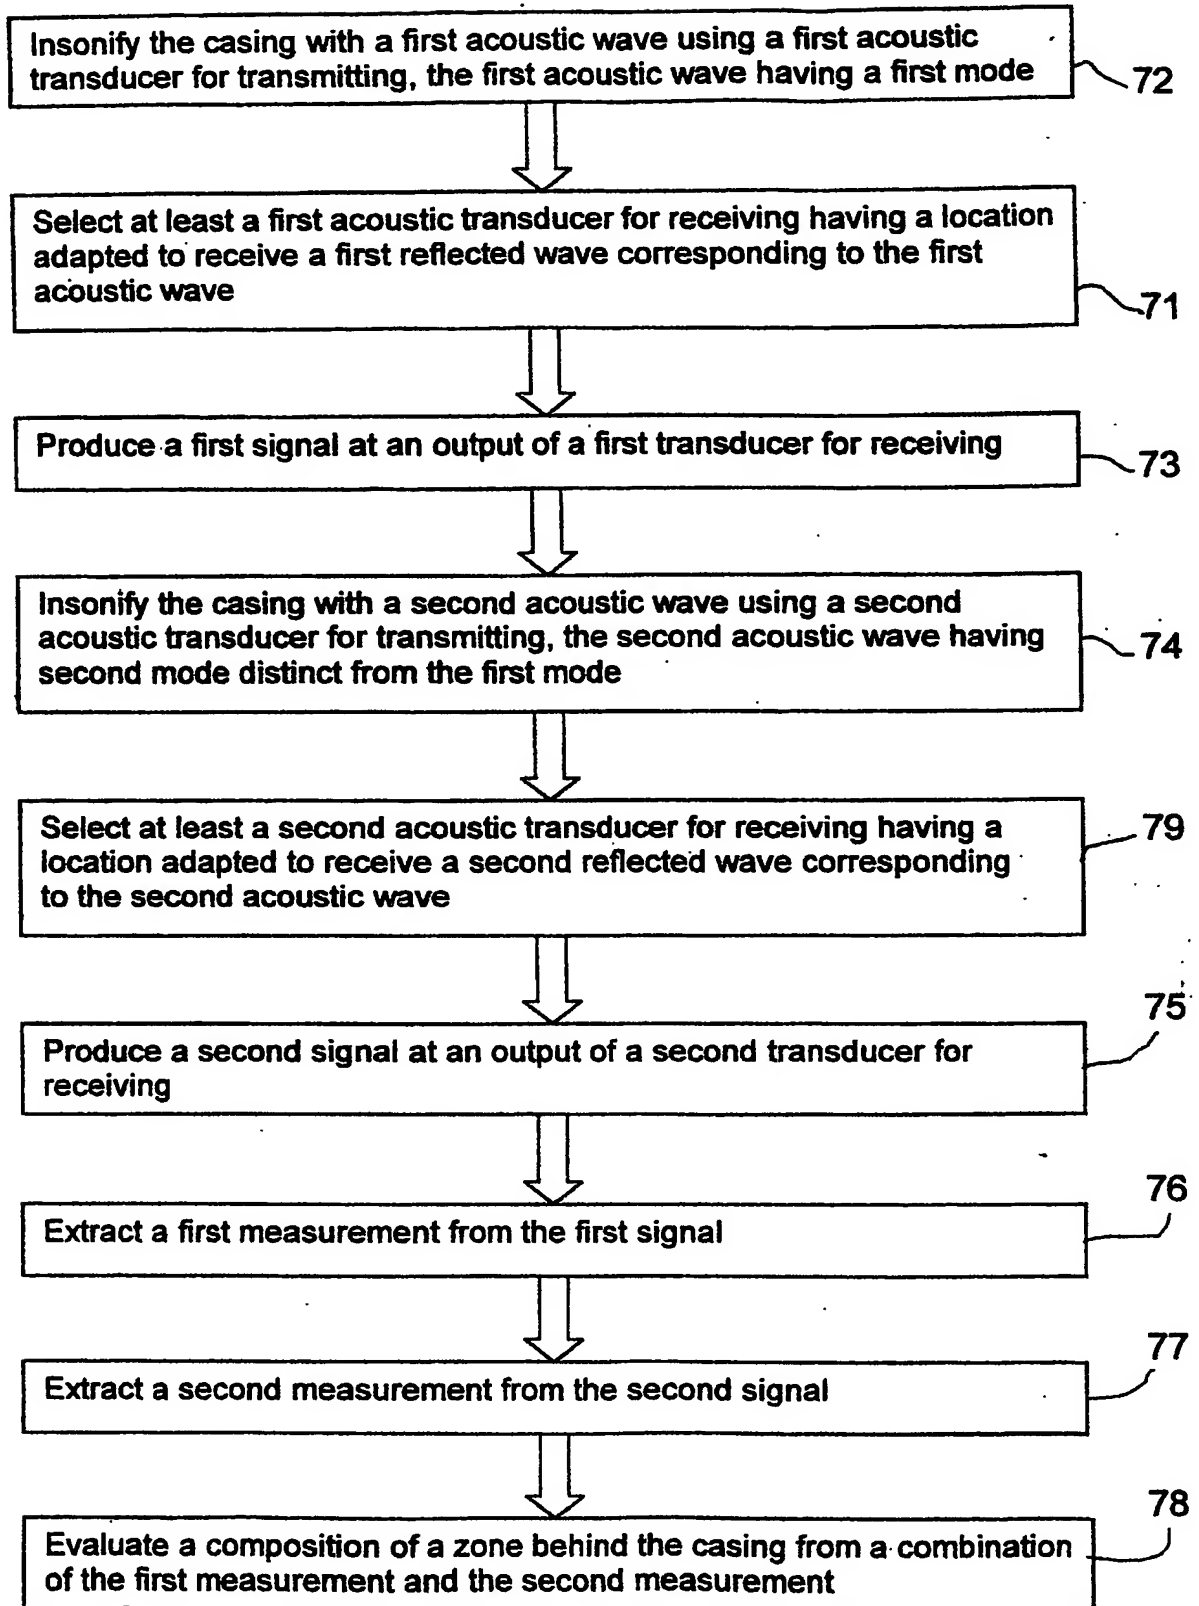 Insonify the casing with a first acoustic wave using a first acoustic
transducer for transmitting, the first acoustic wave having a first mode
72
Select at least a first acoustic transducer for receiving having a location
adapted to receive a first reflected wave corresponding to the first
acoustic wave
71
Produce a first signal at an output of a first transducer for receiving
73
Insonify the casing with a second acoustic wave using a second
acoustic transducer for transmitting, the second acoustic wave having
second mode distinct from the first mode
74
Select at least a second acoustic transducer for receiving having a
location adapted to receive a second reflected wave corresponding
to the second acoustic wave
79
Produce a second signal at an output of a second transducer for
receiving
75
Extract a first measurement from the first signal
76
Extract a second measurement from the second signal
77
Evaluate a composition of a zone behind the casing from a combination
of the first measurement and the second measurement
78